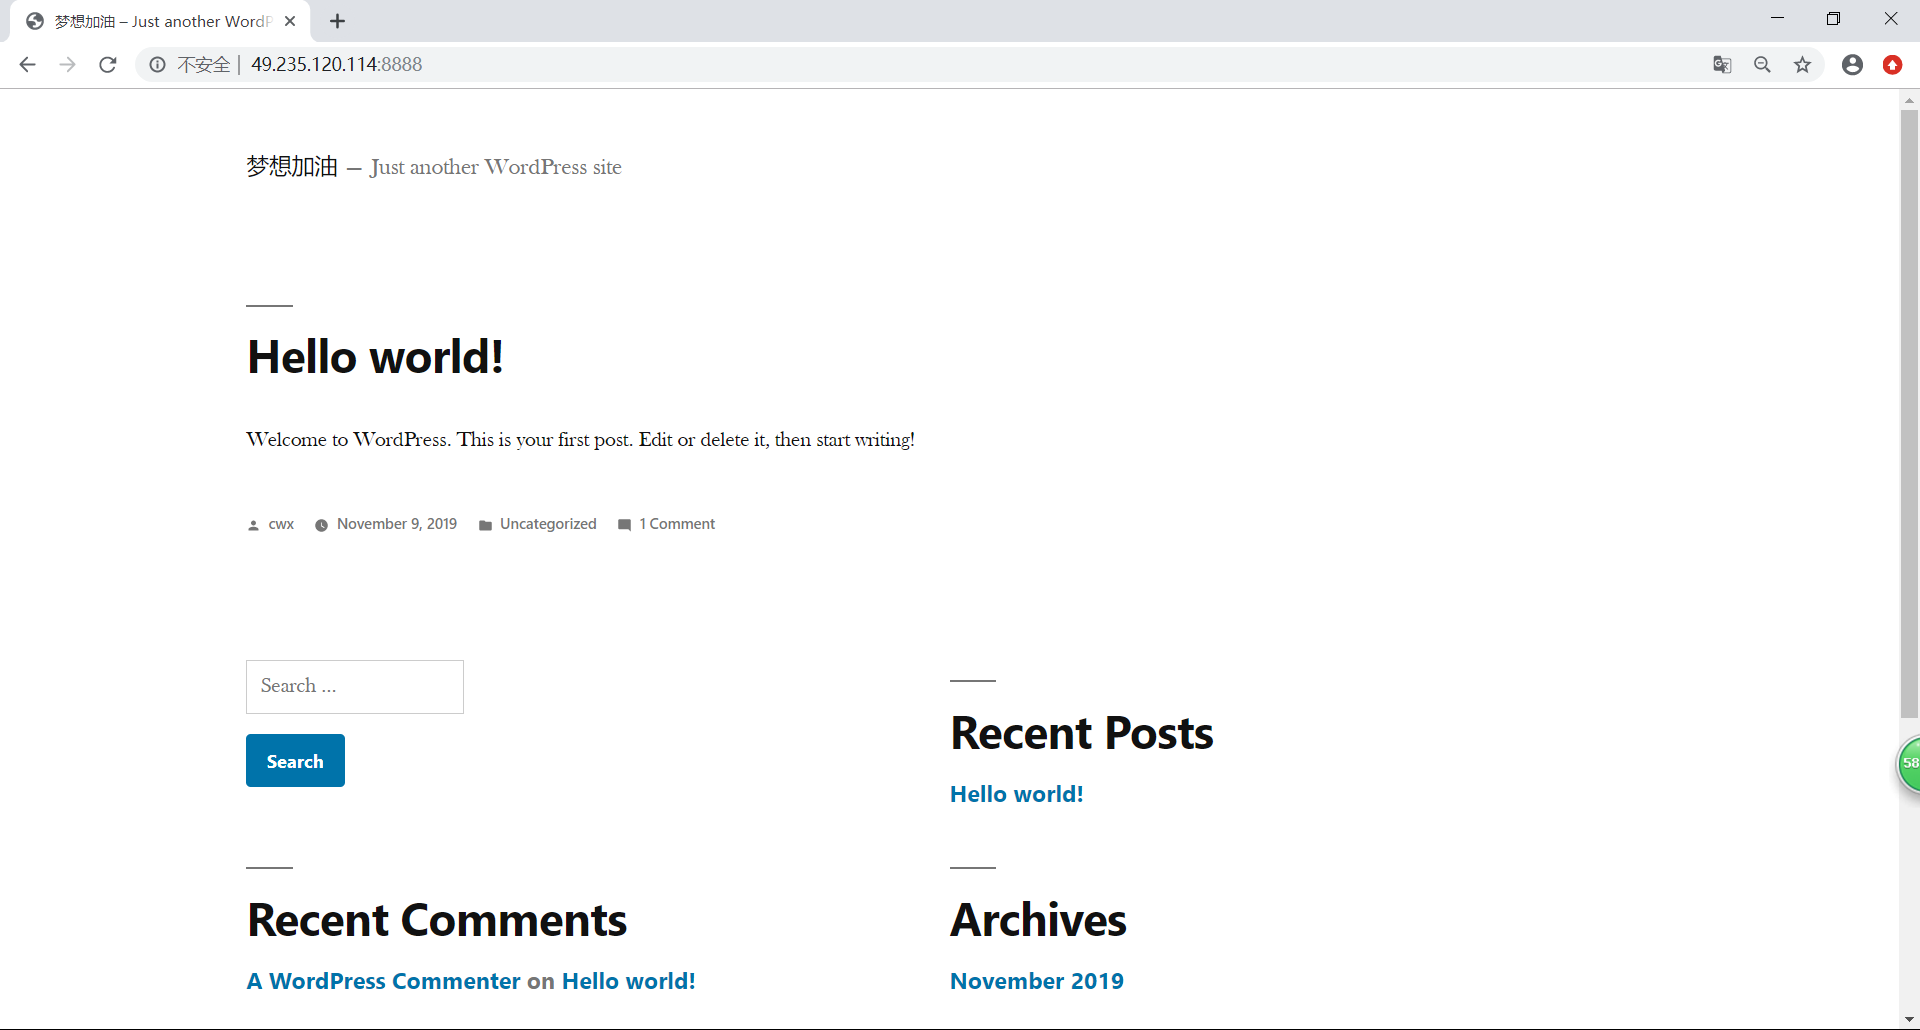 梦想加油 – Just another WordP
不安全 | 49.235.120.114:8888
梦想加油 — Just another WordPress site
Hello world!
Welcome to WordPress. This is your first post. Edit or delete it, then start writing!
cwx November 9, 2019 Uncategorized 1 Comment
Search …
Search
Recent Posts
Hello world!
58
Recent Comments
A WordPress Commenter on Hello world!
Archives
November 2019